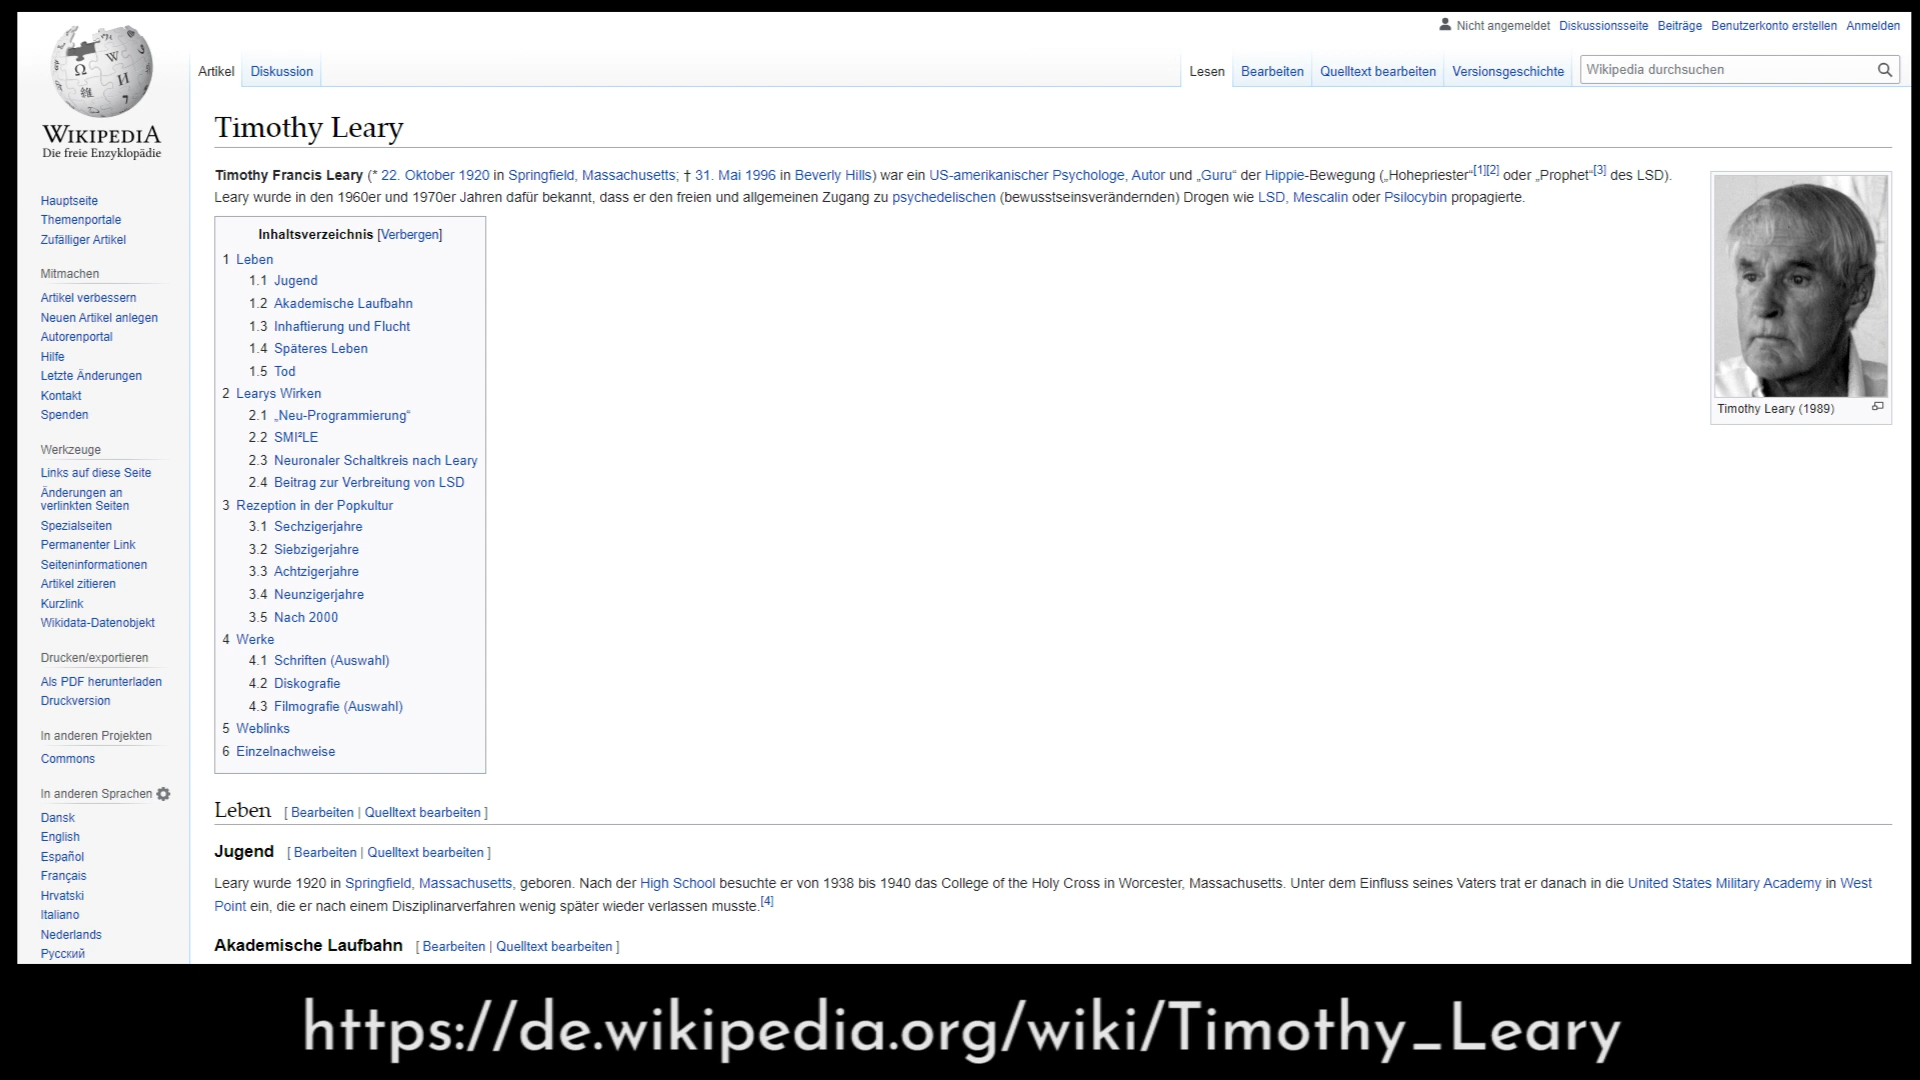 Nicht angemeldet Diskussionsseite Beiträge Benutzerkonto erstellen Anmelden
Artikel Diskussion Lesen Bearbeiten Quelltext bearbeiten Versionsgeschichte Wikipedia durchsuchen
WIKIPEDIA
Die freie Enzyklopädie
Hauptseite
Themenportale
Zufälliger Artikel
Mitmachen
Artikel verbessern
Neuen Artikel anlegen
Autorenportal
Hilfe
Letzte Änderungen
Kontakt
Spenden
Werkzeuge
Links auf diese Seite
Änderungen an
verlinkten Seiten
Spezialseiten
Permanenter Link
Seiteninformationen
Artikel zitieren
Kurzlink
Wikidata-Datenobjekt
Drucken/exportieren
Als PDF herunterladen
Druckversion
In anderen Projekten
Commons
In anderen Sprachen
Dansk
English
Español
Français
Hrvatski
Italiano
Nederlands
Русский
Timothy Leary
Timothy Francis Leary (* 22. Oktober 1920 in Springfield, Massachusetts; † 31. Mai 1996 in Beverly Hills) war ein US-amerikanischer Psychologe, Autor und „Guru“ der Hippie-Bewegung („Hohepriester“[1][2] oder „Prophet“[3] des LSD).
Leary wurde in den 1960er und 1970er Jahren dafür bekannt, dass er den freien und allgemeinen Zugang zu psychedelischen (bewusstseinsverändernden) Drogen wie LSD, Mescalin oder Psilocybin propagierte.
Timothy Leary (1989)
Inhaltsverzeichnis [Verbergen]
1 Leben
1.1 Jugend
1.2 Akademische Laufbahn
1.3 Inhaftierung und Flucht
1.4 Späteres Leben
1.5 Tod
2 Learys Wirken
2.1 „Neu-Programmierung“
2.2 SMI²LE
2.3 Neuronaler Schaltkreis nach Leary
2.4 Beitrag zur Verbreitung von LSD
3 Rezeption in der Popkultur
3.1 Sechzigerjahre
3.2 Siebzigerjahre
3.3 Achtzigerjahre
3.4 Neunzigerjahre
3.5 Nach 2000
4 Werke
4.1 Schriften (Auswahl)
4.2 Diskografie
4.3 Filmografie (Auswahl)
5 Weblinks
6 Einzelnachweise
Leben [ Bearbeiten | Quelltext bearbeiten ]
Jugend [ Bearbeiten | Quelltext bearbeiten ]
Leary wurde 1920 in Springfield, Massachusetts, geboren. Nach der High School besuchte er von 1938 bis 1940 das College of the Holy Cross in Worcester, Massachusetts. Unter dem Einfluss seines Vaters trat er danach in die United States Military Academy in West
Point ein, die er nach einem Disziplinarverfahren wenig später wieder verlassen musste.[4]
Akademische Laufbahn [ Bearbeiten | Quelltext bearbeiten ]
https://de.wikipedia.org/wiki/Timothy_Leary